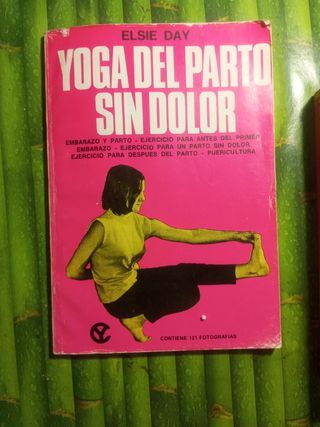 ELSIE DAY
YOGA DEL PARTO
SIN DOLOR
EMBARAZO Y PARTO - EJERCICIO PARA ANTES DEL PRIMER
EMBARAZO - EJERCICIO PARA UN PARTO SIN DOLOR
EJERCICIO PARA DESPUES DEL PARTO - PUERICULTURA
CONTIENE 121 FOTOGRAFIAS